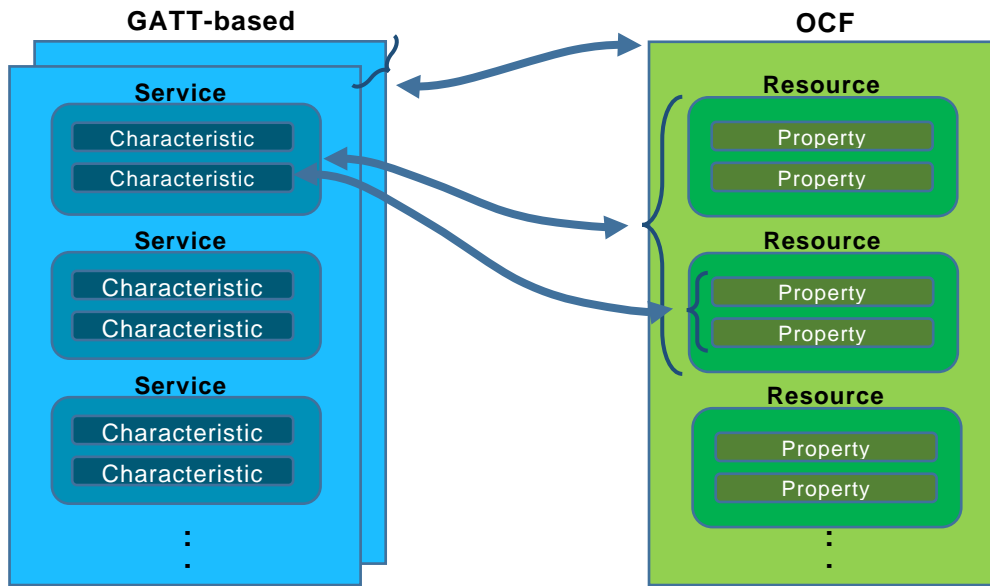 GATT-based
Service
Characteristic
Characteristic
Service
Characteristic
Characteristic
Service
Characteristic
Characteristic
:
.
OCF
Resource
Property
Property
Resource
Property
Property
Resource
Property
Property
:
.